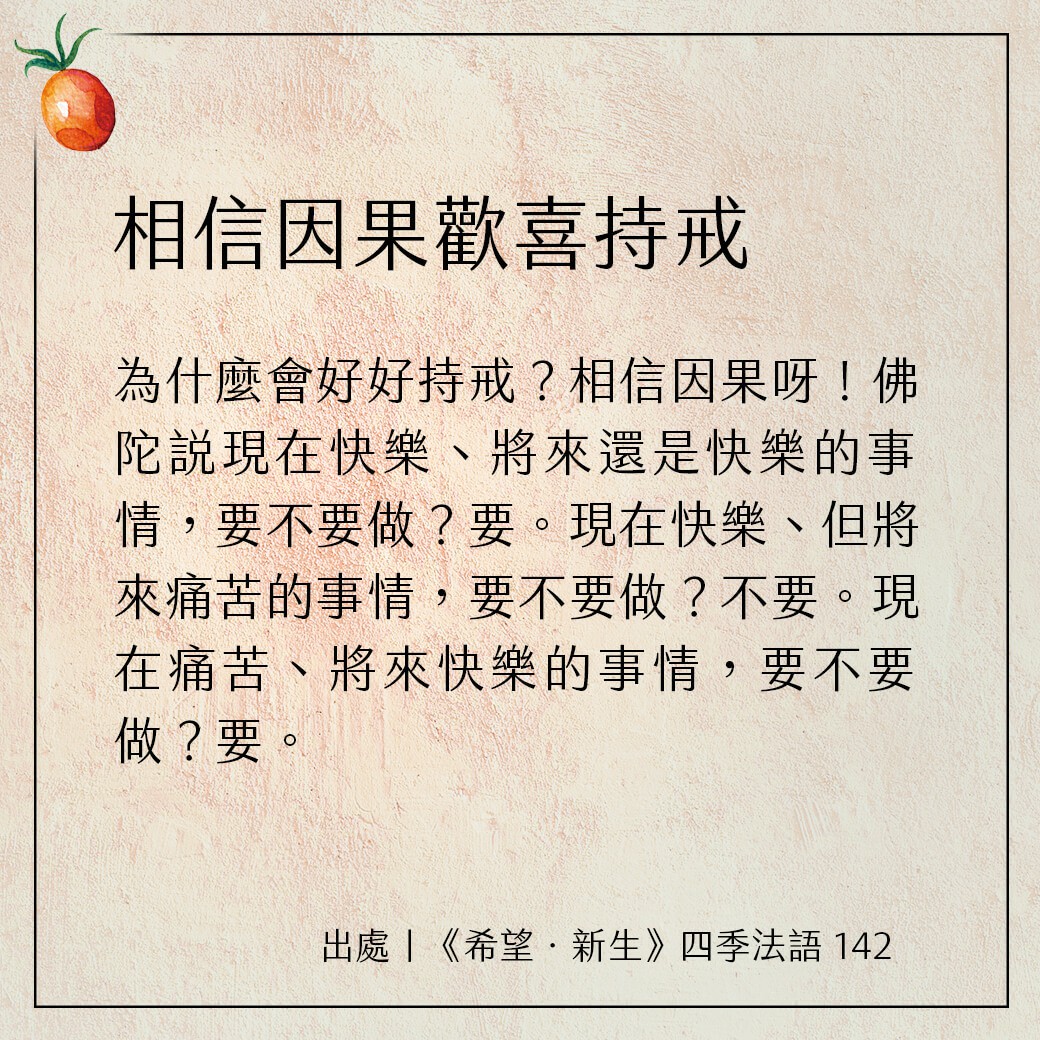 相信因果歡喜持戒
為什麼會好好持戒？相信因果呀！佛
陀説現在快樂、將來還是快樂的事
情，要不要做？要。現在快樂、但將
來痛苦的事情，要不要做？不要。現
在痛苦、將來快樂的事情，要不要
做？要。
出處〡《希望．新生》四季法語 142